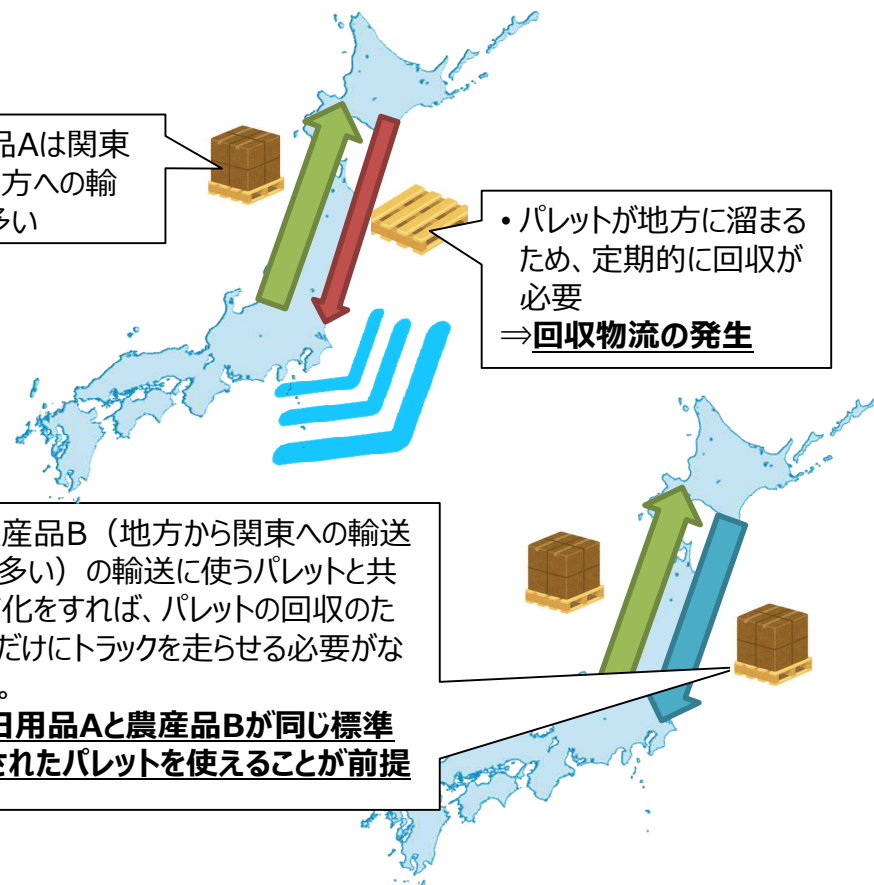 品Aは関東
方への輸
多い
・パレットが地方に溜まる
ため、定期的に回収が
必要
⇒回収物流の発生
産品B（地方から関東への輸送
多い）の輸送に使うパレットと共
化をすれば、パレットの回収のた
だけにトラックを走らせる必要がな
。
日用品Aと農産品Bが同じ標準
されたパレットを使えることが前提